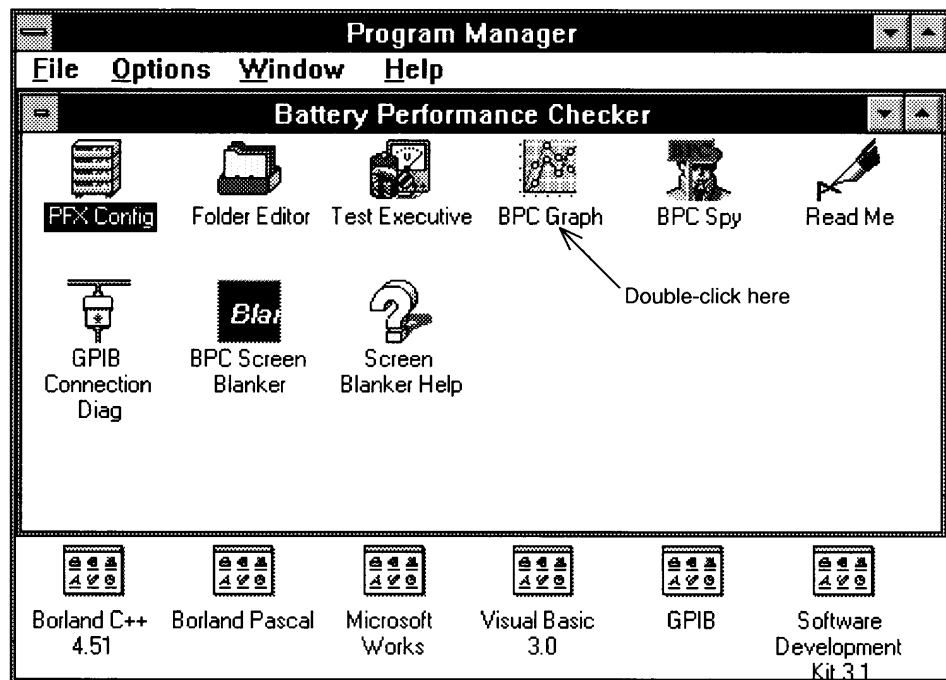 Program Manager
File Options Window Help
Battery Performance Checker
PFX Config
Folder Editor
Test Executive
BPC Graph
BPC Spy
Read Me
Double-click here
GPIB
Connection
Diag
Blan
BPC Screen
Blanker
Screen
Blanker Help
Borland C++
4.51
Borland Pascal
Microsoft
Works
Visual Basic
3.0
GPIB
Software
Development
Kit 3.1